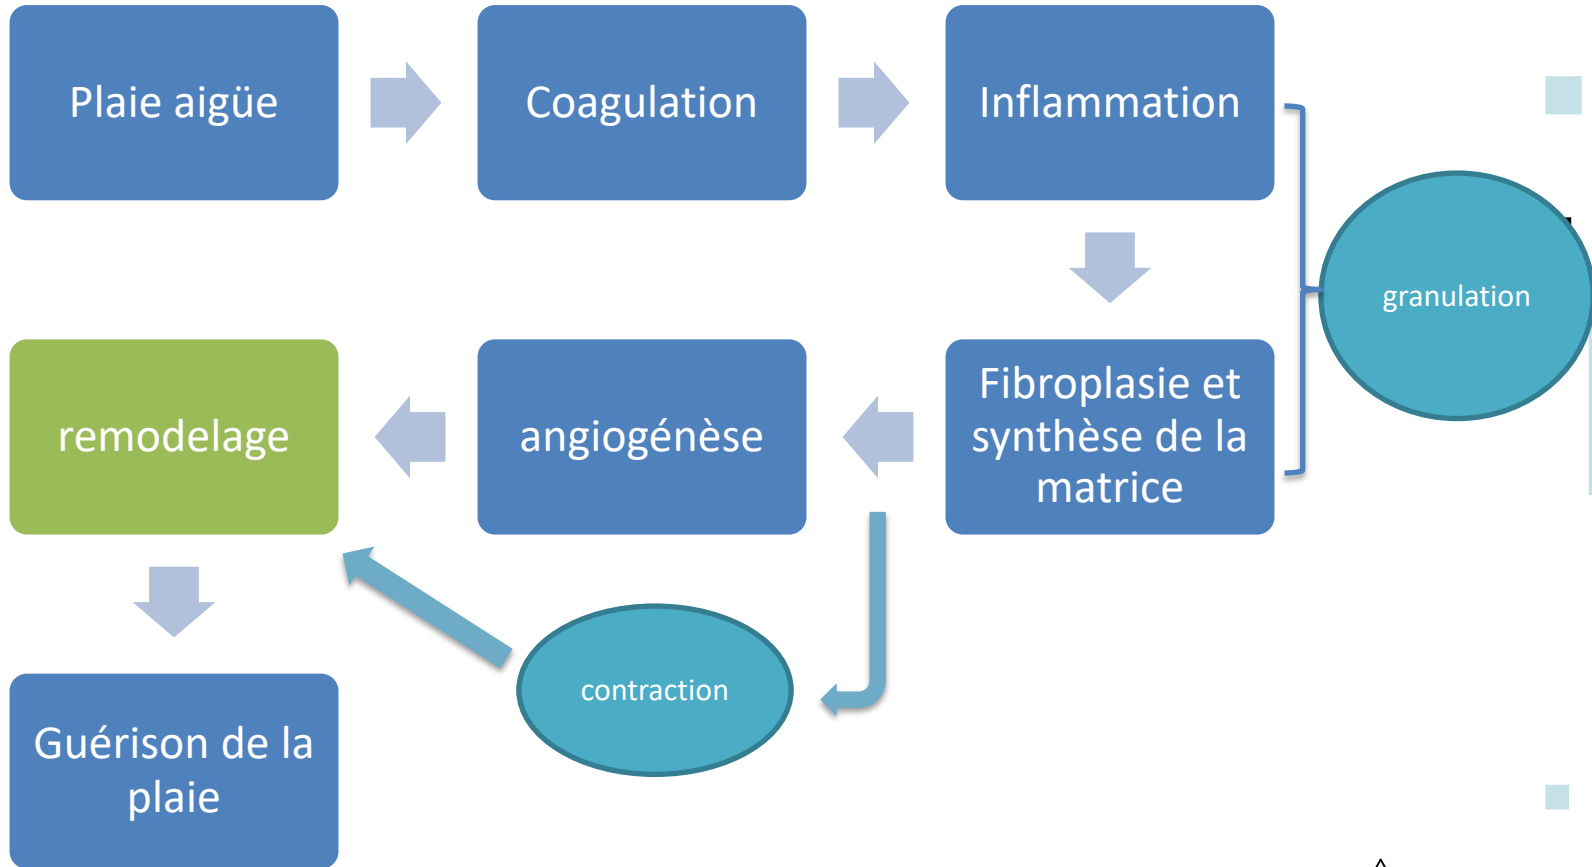 Plaie aigüe
Coagulation
Inflammation
granulation
Fibroplasie et
synthèse de la
matrice
angiogénèse
remodelage
contraction
Guérison de la
plaie